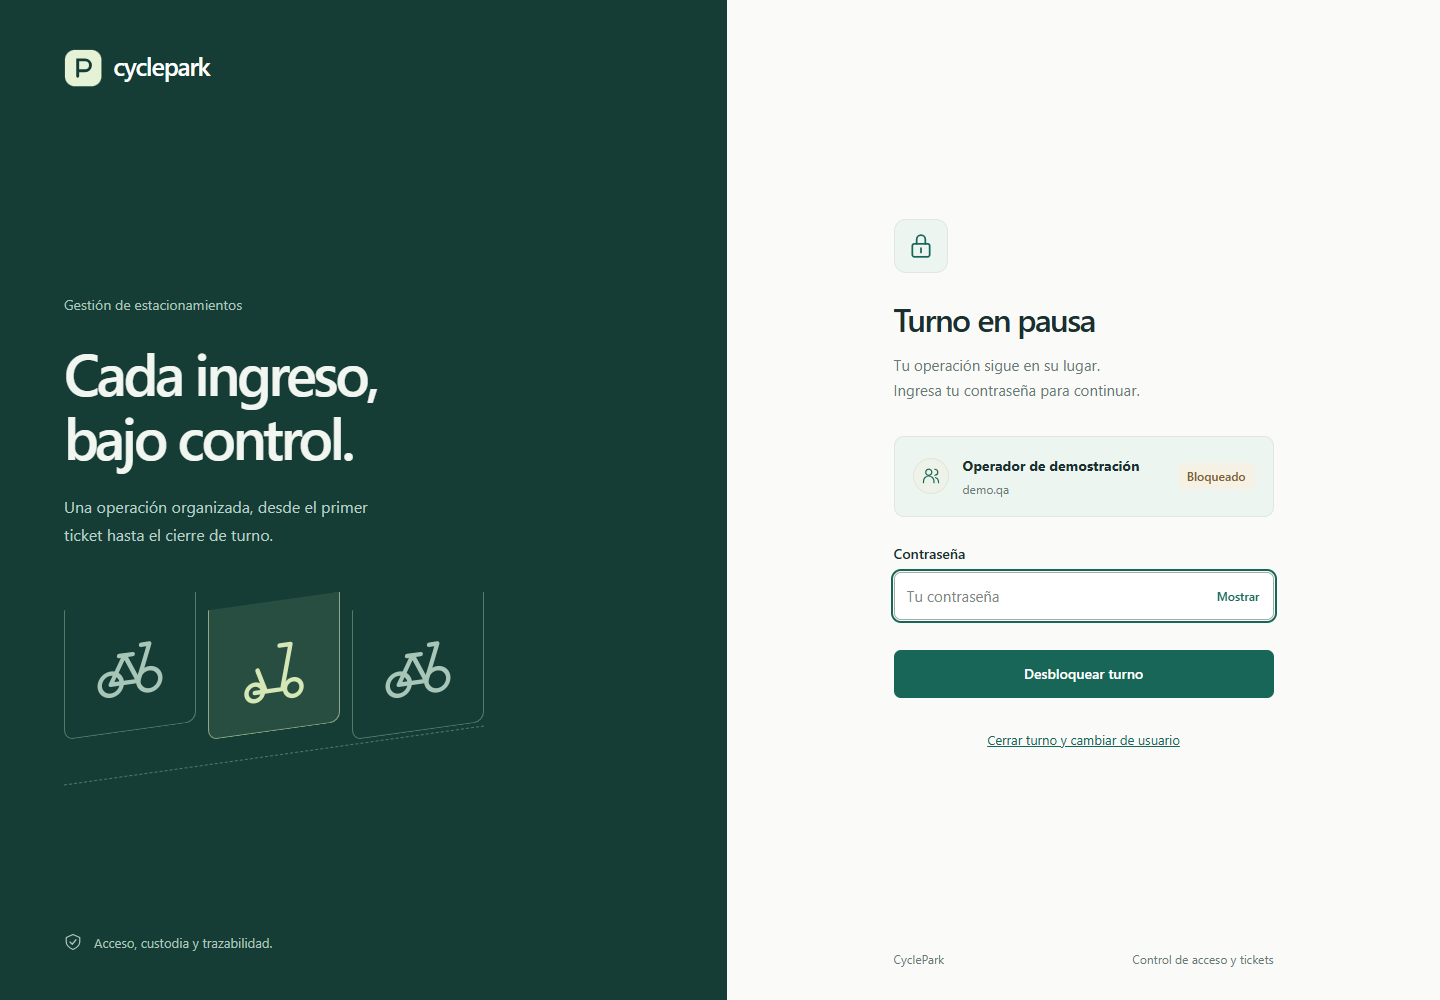 P
cyclepark
Gestión de estacionamientos
Cada ingreso,
bajo control.
Una operación organizada, desde el primer
ticket hasta el cierre de turno.
Acceso, custodia y trazabilidad.
Turno en pausa
Tu operación sigue en su lugar.
Ingresa tu contraseña para continuar.
Operador de demostración
demo.qa
Bloqueado
Contraseña
Tu contraseña
Mostrar
Desbloquear turno
Cerrar turno y cambiar de usuario
CyclePark
Control de acceso y tickets